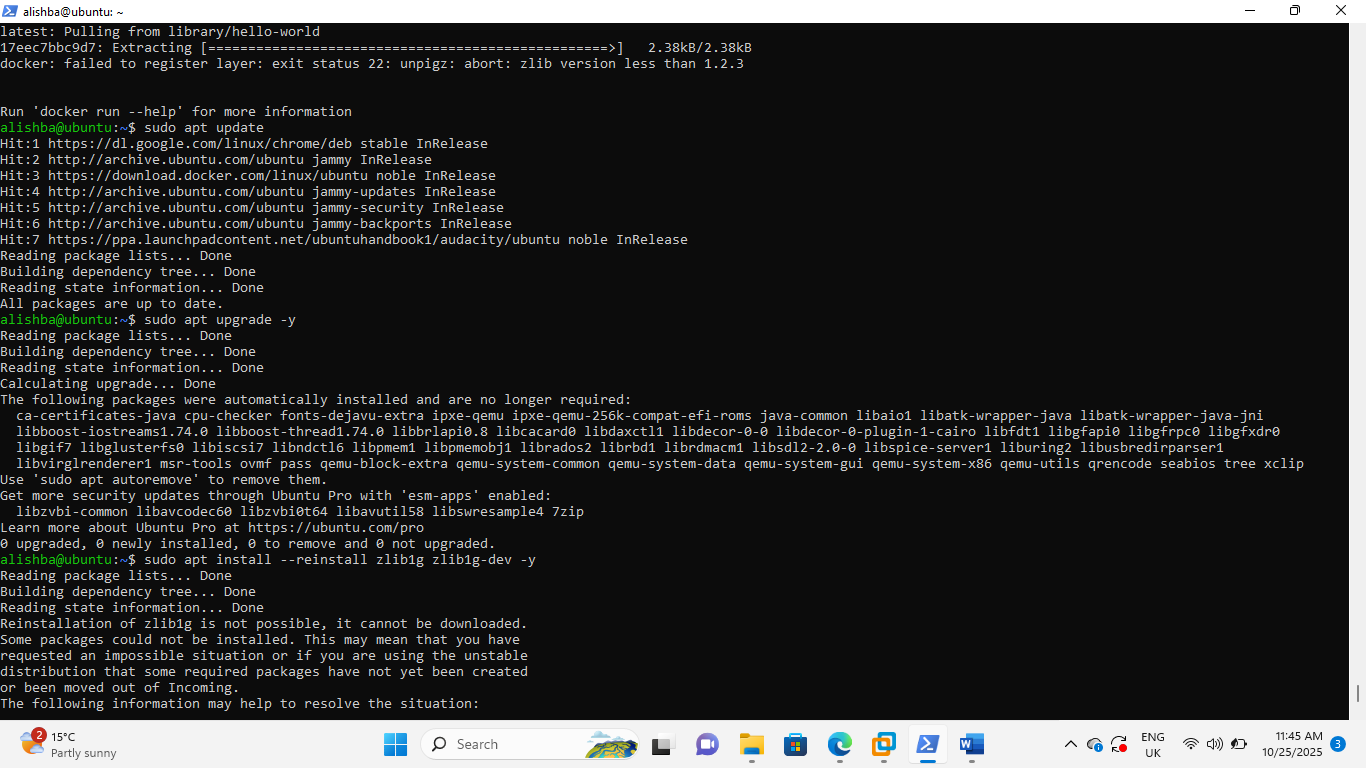 alishba@ubuntu: ~
latest: Pulling from library/hello-world
17eec7bbc9d7: Extracting [==================================================>]   2.38kB/2.38kB
docker: failed to register layer: exit status 22: unpigz: abort: zlib version less than 1.2.3
Run 'docker run --help' for more information
alishba@ubuntu:~$ sudo apt update
Hit:1 https://dl.google.com/linux/chrome/deb stable InRelease
Hit:2 http://archive.ubuntu.com/ubuntu jammy InRelease
Hit:3 https://download.docker.com/linux/ubuntu noble InRelease
Hit:4 http://archive.ubuntu.com/ubuntu jammy-updates InRelease
Hit:5 http://archive.ubuntu.com/ubuntu jammy-security InRelease
Hit:6 http://archive.ubuntu.com/ubuntu jammy-backports InRelease
Hit:7 https://ppa.launchpadcontent.net/ubuntuhandbook1/audacity/ubuntu noble InRelease
Reading package lists... Done
Building dependency tree... Done
Reading state information... Done
All packages are up to date.
alishba@ubuntu:~$ sudo apt upgrade -y
Reading package lists... Done
Building dependency tree... Done
Reading state information... Done
Calculating upgrade... Done
The following packages were automatically installed and are no longer required:
  ca-certificates-java cpu-checker fonts-dejavu-extra ipxe-qemu ipxe-qemu-256k-compat-efi-roms java-common libaio1 libatk-wrapper-java libatk-wrapper-java-jni
  libboost-iostreams1.74.0 libboost-thread1.74.0 libbrlapi0.8 libcacard0 libdaxctl1 libdecor-0-0 libdecor-0-plugin-1-cairo libfdt1 libgfapi0 libgfrpc0 libgfxdr0
  libgif7 libglusterfs0 libiscsi7 libndctl6 libpmem1 libpmemobj1 librados2 librbd1 librdmacm1 libsdl2-2.0-0 libspice-server1 liburing2 libusbredirparser1
  libvirglrenderer1 msr-tools ovmf pass qemu-block-extra qemu-system-common qemu-system-data qemu-system-gui qemu-system-x86 qemu-utils qrencode seabios tree xclip
Use 'sudo apt autoremove' to remove them.
Get more security updates through Ubuntu Pro with 'esm-apps' enabled:
  libzvbi-common libavcodec60 libzvbi0t64 libavutil58 libswresample4 7zip
Learn more about Ubuntu Pro at https://ubuntu.com/pro
0 upgraded, 0 newly installed, 0 to remove and 0 not upgraded.
alishba@ubuntu:~$ sudo apt install --reinstall zlib1g zlib1g-dev -y
Reading package lists... Done
Building dependency tree... Done
Reading state information... Done
Reinstallation of zlib1g is not possible, it cannot be downloaded.
Some packages could not be installed. This may mean that you have
requested an impossible situation or if you are using the unstable
distribution that some required packages have not yet been created
or been moved out of Incoming.
The following information may help to resolve the situation:
2
15°C
Partly sunny
Search
ENG
UK
11:45 AM
10/25/2025
3